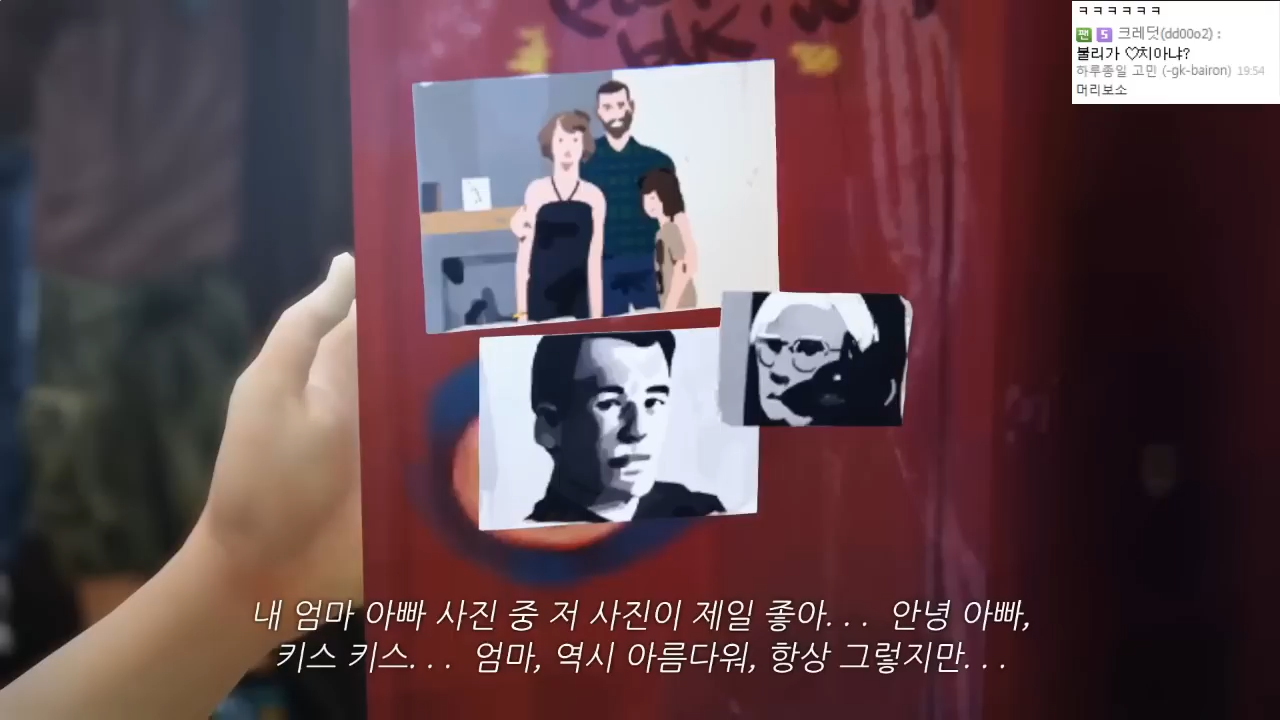 ㅋㅋㅋㅋㅋㅋ
팬 5 크레딧(dd00o2) :
불리가 ♡치아냐?
하루종일 고민 (-gk-bairon) 19:54
머리보소
내 엄마 아빠 사진 중 저 사진이 제일 좋아. . . 안녕 아빠,
키스 키스. . . 엄마, 역시 아름다워, 항상 그렇지만. . .